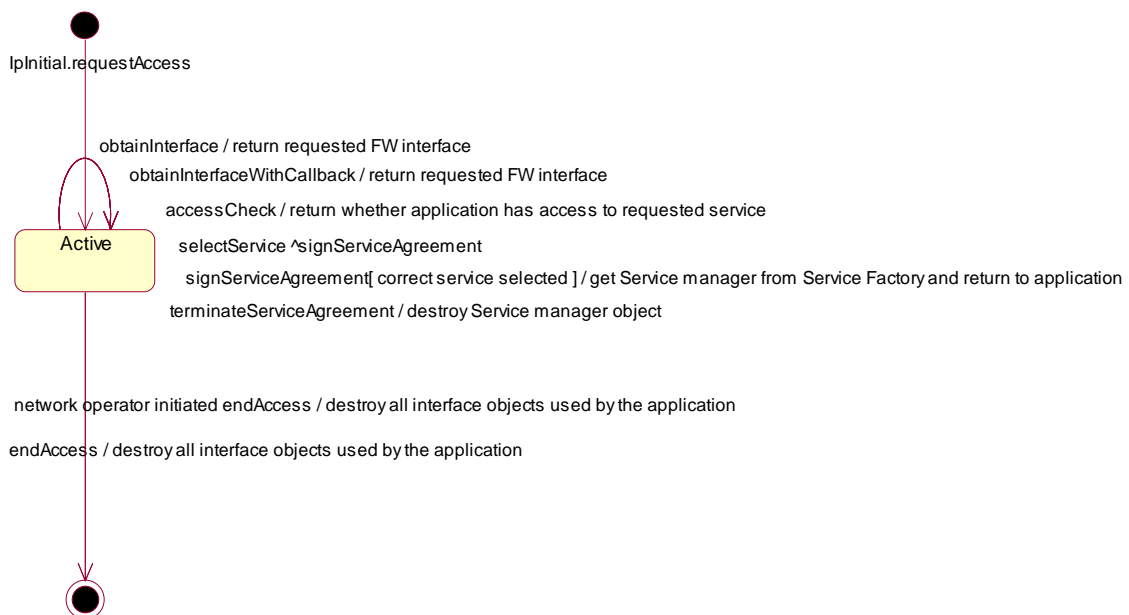 IpInitial.requestAccess
obtainInterface / return requested FW interface
obtainInterfaceWithCallback / return requested FW interface
accessCheck / return whether application has access to requested service
Active
selectService ^signServiceAgreement
signServiceAgreement[ correct service selected ] / get Service manager from Service Factory and return to application
terminateServiceAgreement / destroy Service manager object
network operator initiated endAccess / destroy all interface objects used by the application
endAccess / destroy all interface objects used by the application